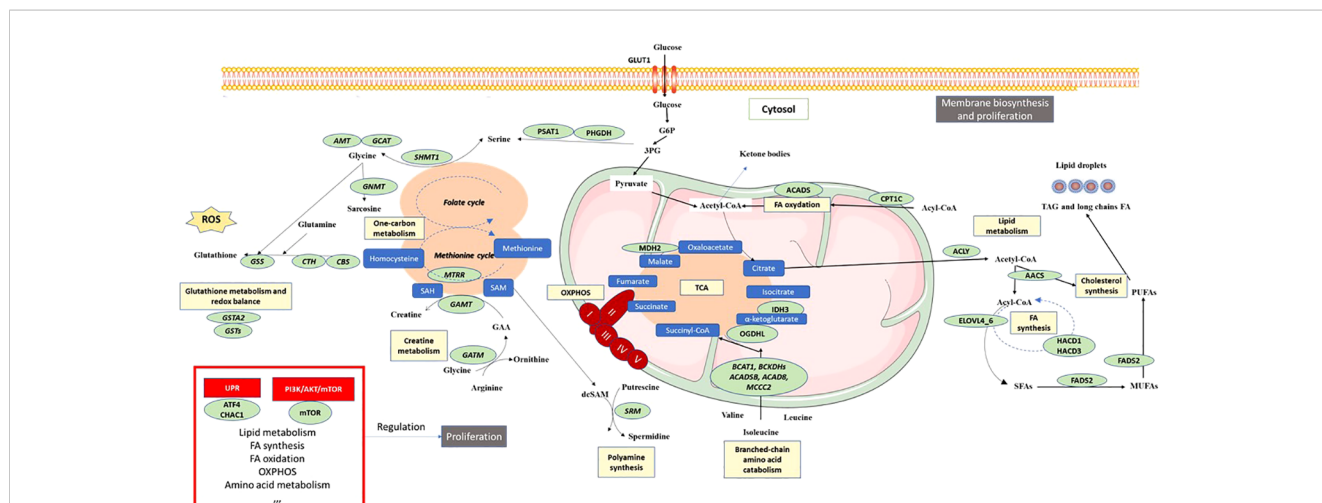 Glucose
GLUT1
Glucose
Cytosol
Membrane biosynthesis
and proliferation
G6P
3PG
PSAT1
PHGDH
Serine
AMT
GCAT
SHMT1
Glycine
GNMT
Sarcosine
Folate cycle
One-carbon
metabolism
ROS
Glutamine
Glutathione
GSS
CTH
CBS
Homocysteine
Methionine cycle
Methionine
MTRR
SAH
SAM
GAMT
Creatine
GAA
Glutathione metabolism and
redox balance
GSTA2
GSTs
Creatine
metabolism
GATM
Glycine
Ornithine
Arginine
Ketone bodies
Pyruvate
Acetyl-CoA
ACADS
FA oxydation
CPT1C
Acyl-CoA
MDH2
Oxaloacetate
Malate
Citrate
Fumarate
TCA
Isocitrate
OXPHOS
Succinate
IDH3
α-ketoglutarate
Succinyl-CoA
OGDHL
I
II
III
IV
V
BCAT1, BCKDHs
ACADSB, ACAD8,
MCCC2
Valine
Leucine
Isoleucine
Branched-chain
amino acid
catabolism
dcSAM
Putrescine
SRM
Spermidine
Polyamine
synthesis
Lipid droplets
TAG and long chains FA
Lipid
metabolism
ACLY
Acetyl-CoA
AACS
Cholesterol
synthesis
PUFAs
Acyl-CoA
ELOVL4_6
FA
synthesis
HACD1
HACD3
FADS2
SFAs
FADS2
MUFAs
UPR
PI3K/AKT/mTOR
ATF4
CHAC1
mTOR
Lipid metabolism
FA synthesis
FA oxidation
OXPHOS
Amino acid metabolism
Regulation
Proliferation